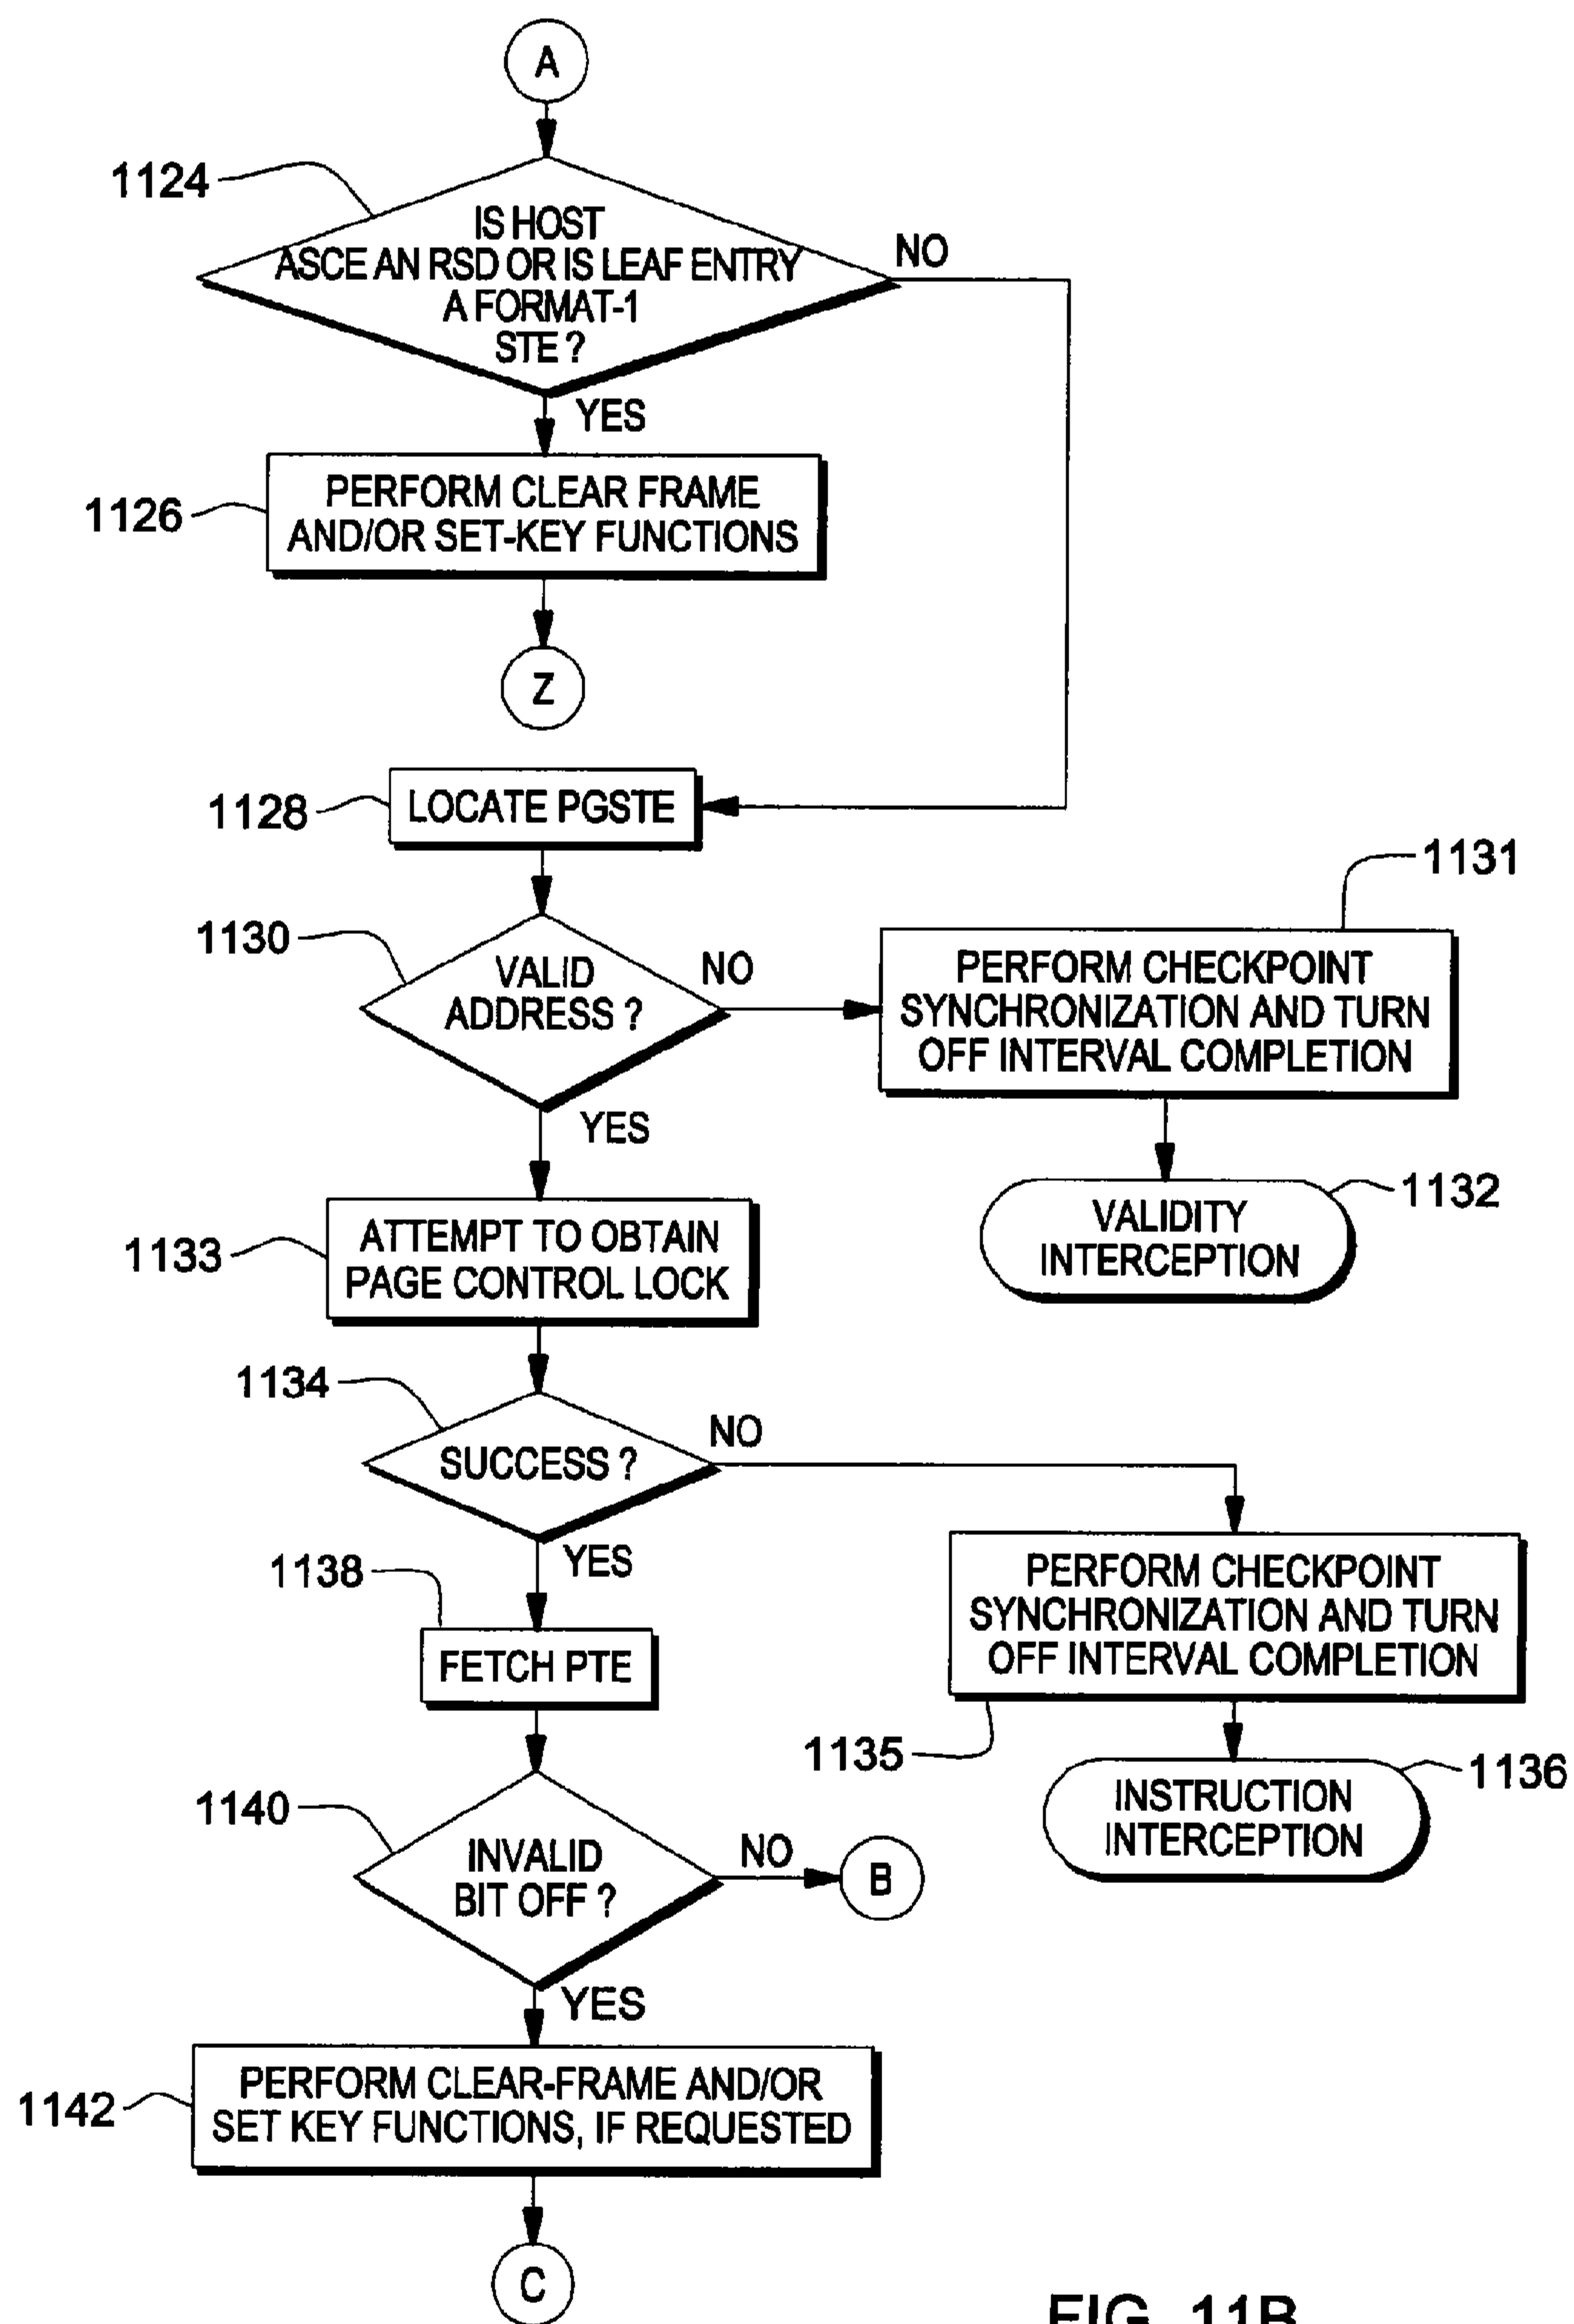 A
1124
IS HOST
ASCE AN RSD OR IS LEAF ENTRY
A FORMAT-1
STE ?
NO
YES
1126
PERFORM CLEAR FRAME
AND/OR SET-KEY FUNCTIONS
Z
1128
LOCATE PGSTE
1130
VALID
ADDRESS ?
NO
YES
1131
PERFORM CHECKPOINT
SYNCHRONIZATION AND TURN
OFF INTERVAL COMPLETION
1132
VALIDITY
INTERCEPTION
1133
ATTEMPT TO OBTAIN
PAGE CONTROL LOCK
1134
SUCCESS ?
NO
YES
PERFORM CHECKPOINT
SYNCHRONIZATION AND TURN
OFF INTERVAL COMPLETION
1135
1136
INSTRUCTION
INTERCEPTION
1138
FETCH PTE
1140
INVALID
BIT OFF ?
NO
B
YES
1142
PERFORM CLEAR-FRAME AND/OR
SET KEY FUNCTIONS, IF REQUESTED
C
FIG. 11B